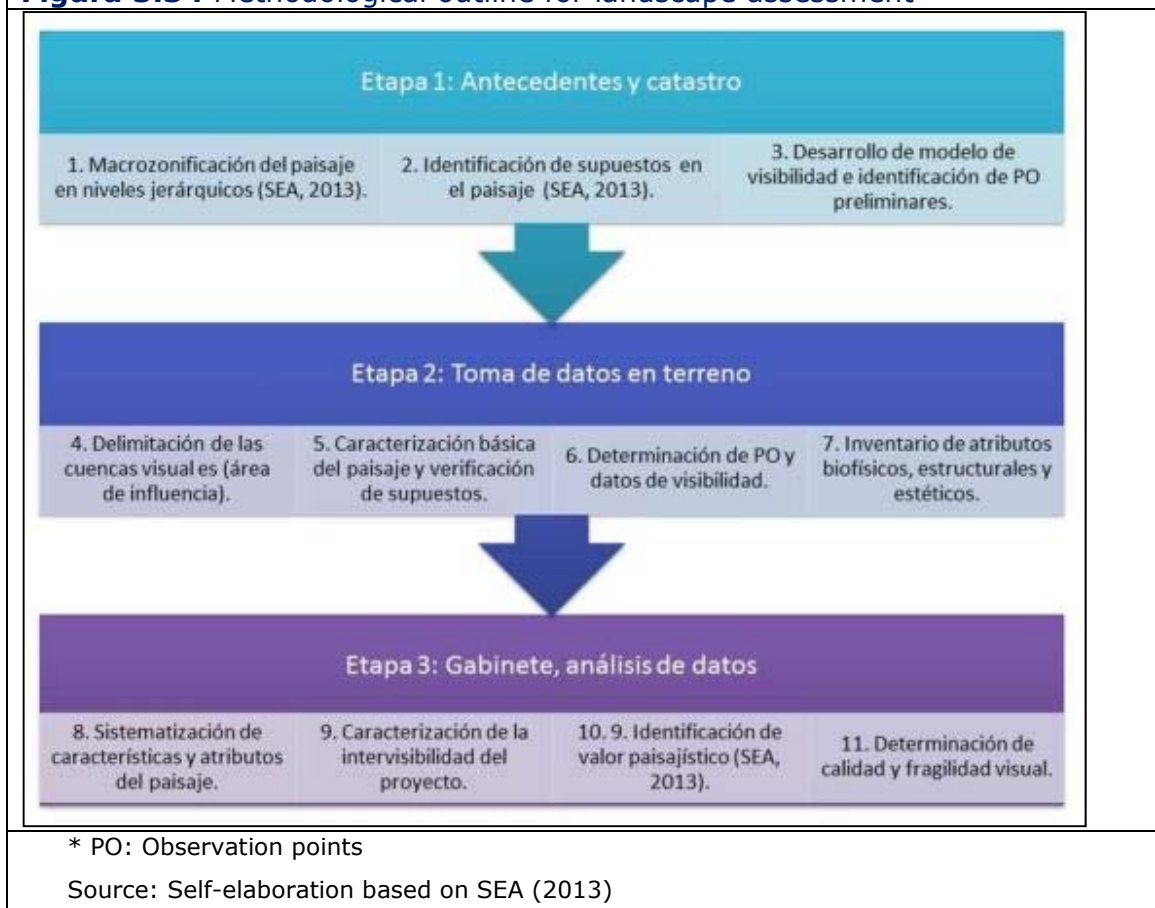 Etapa 1: Antecedentes y catastro
1. Macrozonificación del paisaje
en niveles jerárquicos (SEA, 2013).
2. Identificación de supuestos en
el paisaje (SEA, 2013).
3. Desarrollo de modelo de
visibilidad e identificación de PO
preliminares.
Etapa 2: Toma de datos en terreno
4. Delimitación de las
cuencas visual es (área
de influencia).
5. Caracterización básica
del paisaje y verificación
de supuestos.
6. Determinación de PO y
datos de visibilidad.
7. Inventario de atributos
biofísicos, estructurales y
estéticos.
Etapa 3: Gabinete, análisis de datos
8. Sistematización de
características y atributos
del paisaje.
9. Caracterización de la
intervisibilidad del
proyecto.
10. 9. Identificación de
valor paisajístico (SEA,
2013).
11. Determinación de
calidad y fragilidad visual.
* PO: Observation points
Source: Self-elaboration based on SEA (2013)